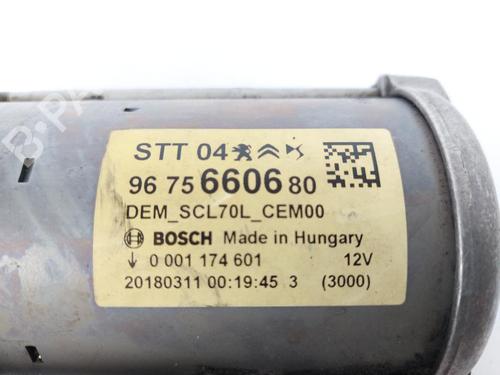 STT 04
96 75 6606 80
DEM_SCL70L_CEM00
BOSCH Made in Hungary
0 001 174 601 12V
20180311 00:19:45 3 (3000)
B-PARTS